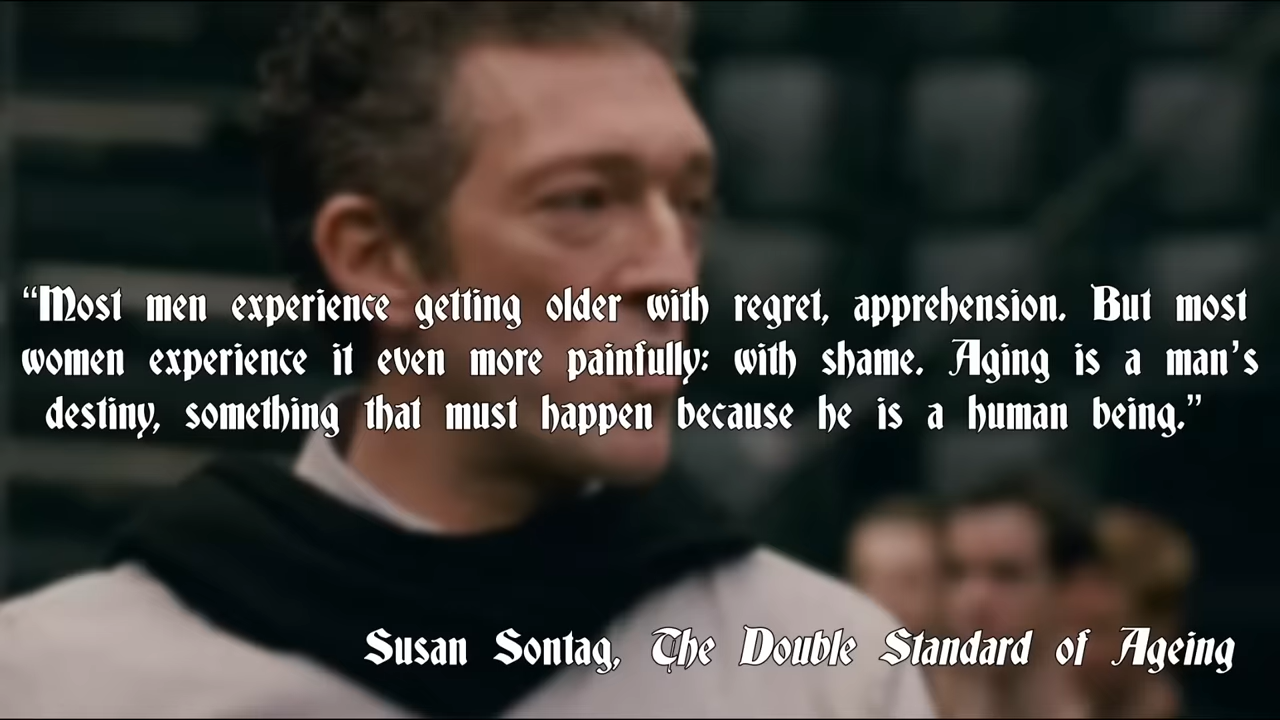 “Most men experience getting older with regret, apprehension. But most
women experience it even more painfully: with shame. Aging is a man’s
destiny, something that must happen because he is a human being.”
Susan Sontag, The Double Standard of Ageing